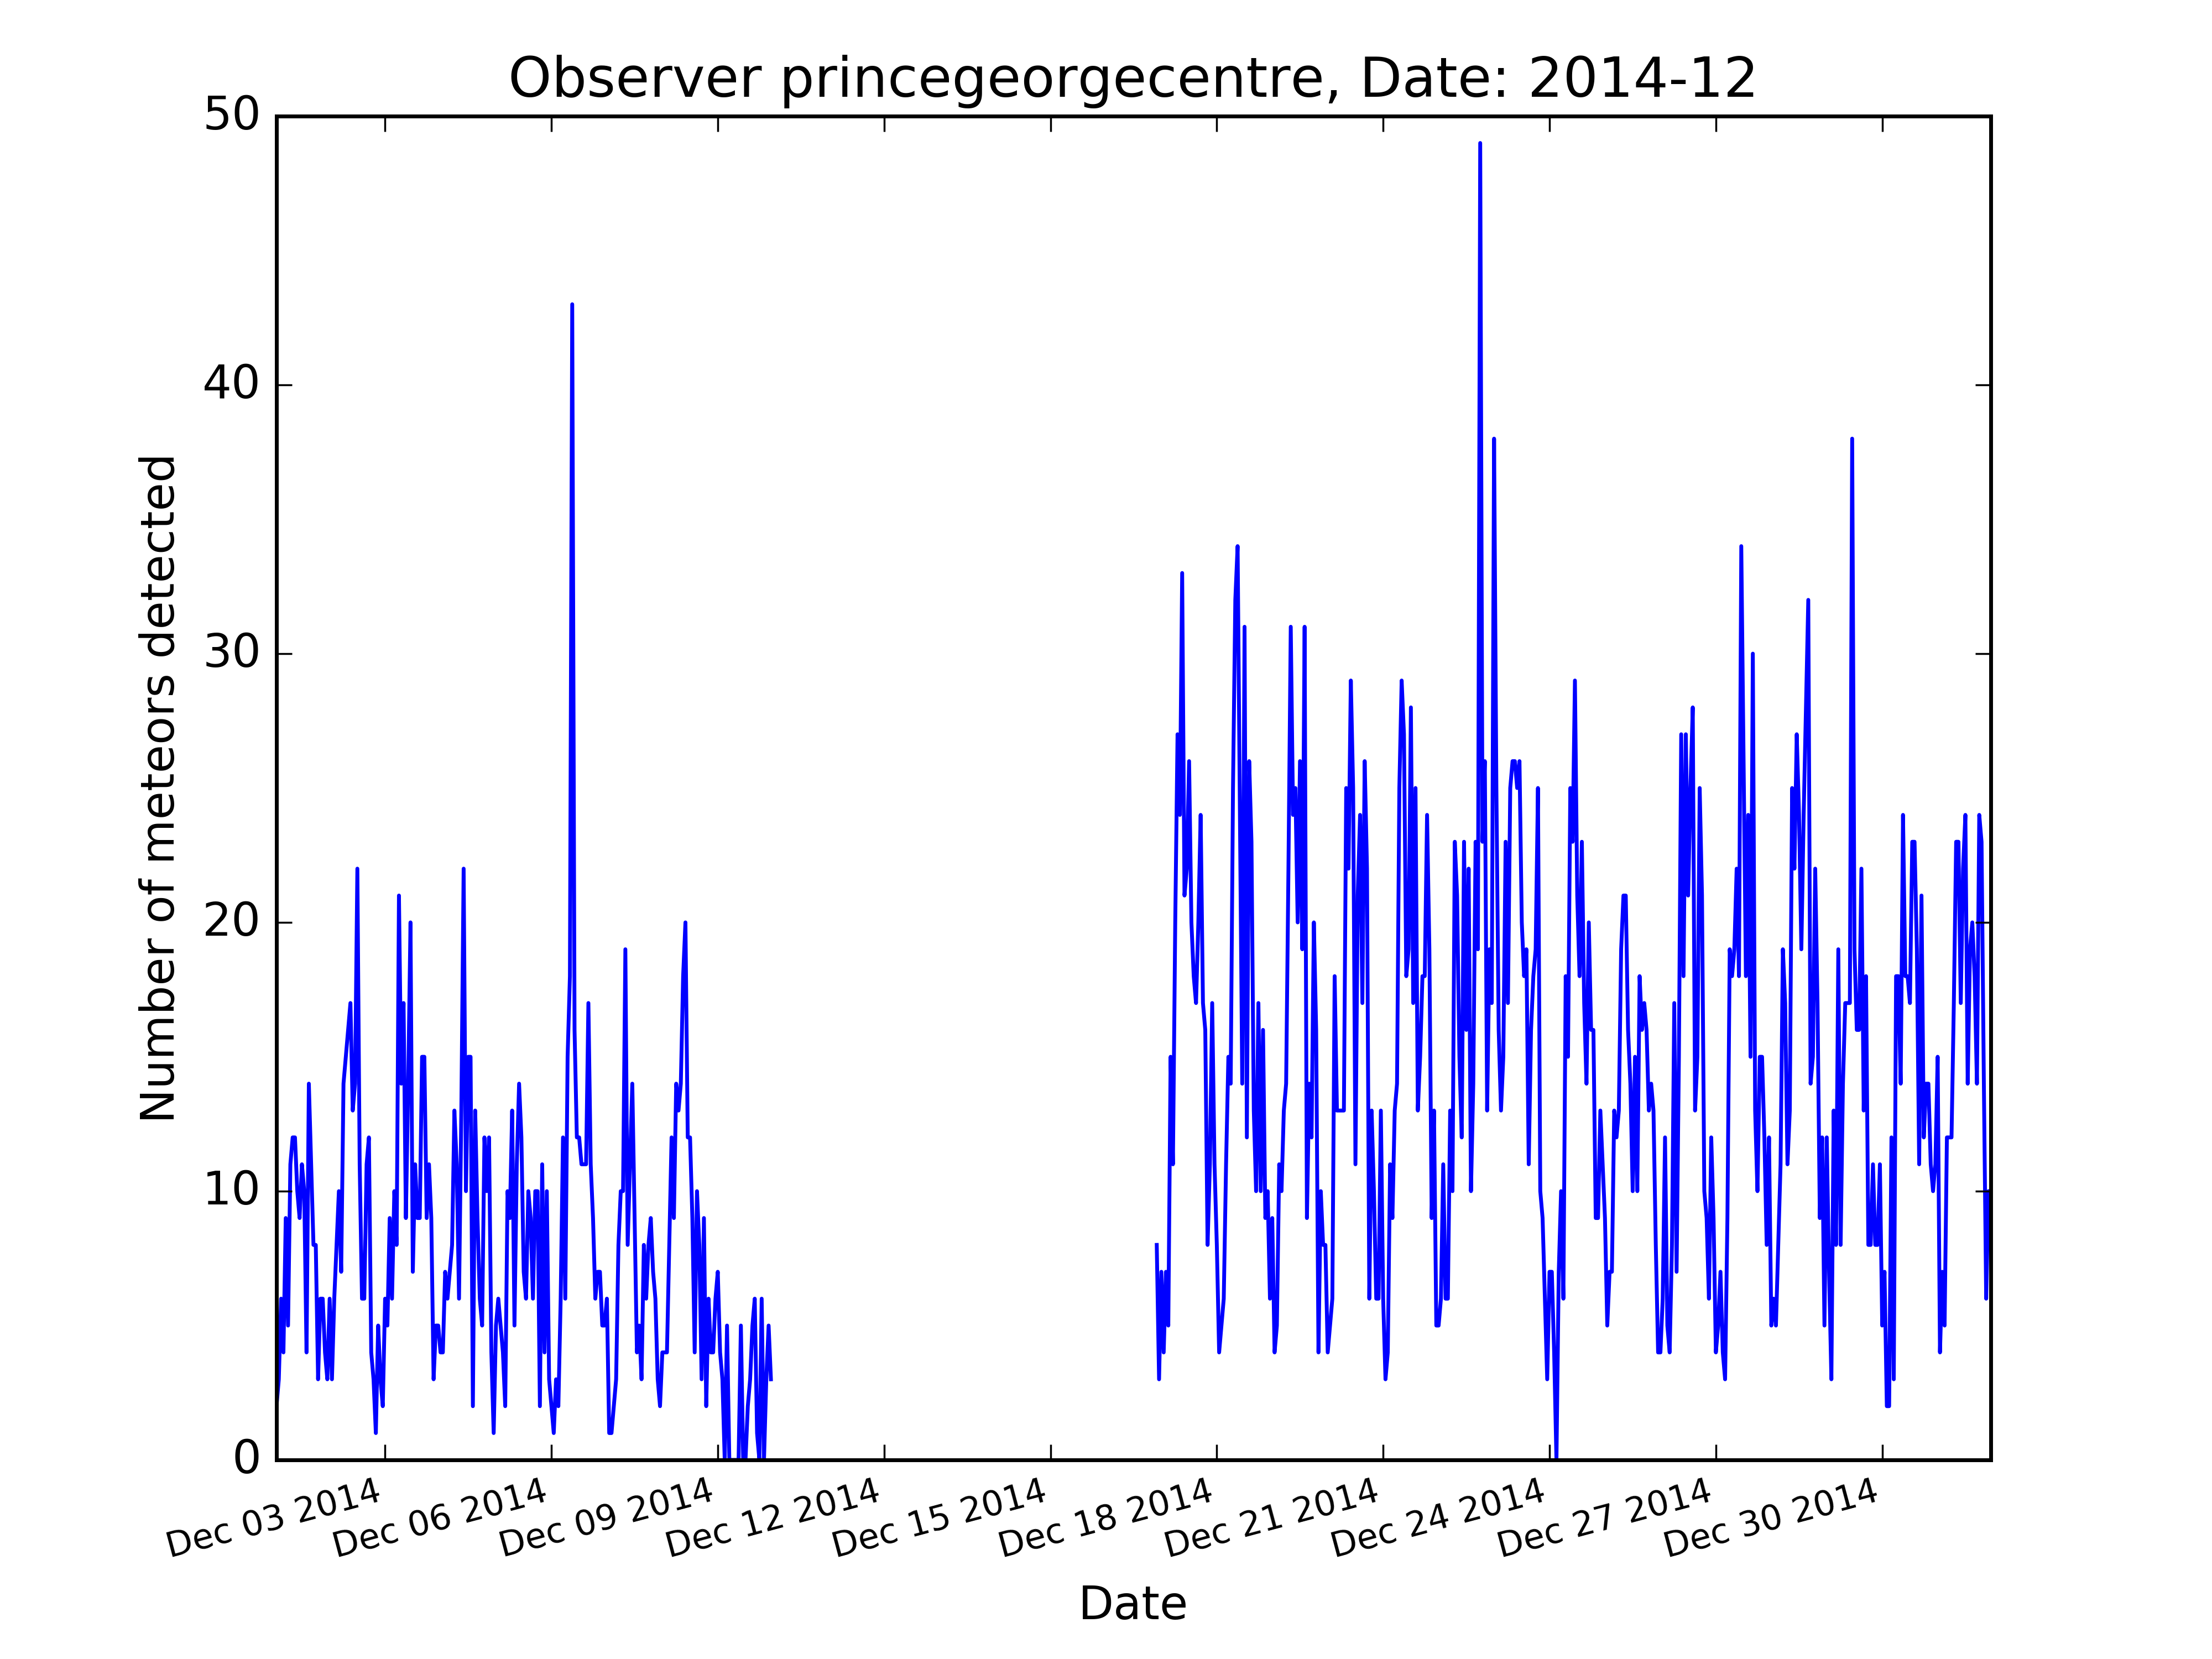 Observer princegeorgecentre, Date: 2014-12
50
40
30
20
10
0
Number of meteors detected
Dec 03 2014
Dec 06 2014
Dec 09 2014
Dec 12 2014
Dec 15 2014
Dec 18 2014
Dec 21 2014
Dec 24 2014
Dec 27 2014
Dec 30 2014
Date